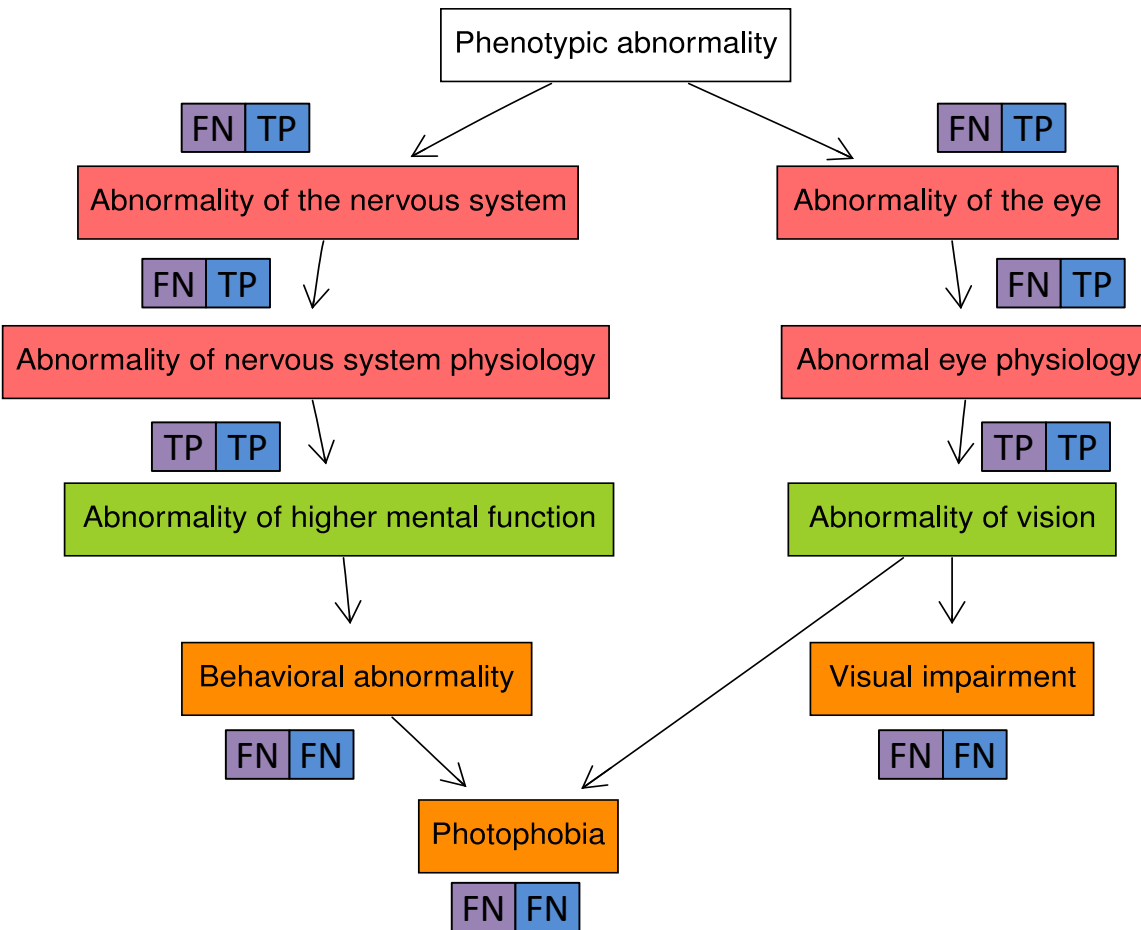 Phenotypic abnormality
FN TP
FN TP
Abnormality of the nervous system
Abnormality of the eye
FN TP
FN TP
Abnormality of nervous system physiology
Abnormal eye physiology
TP TP
TP TP
Abnormality of higher mental function
Abnormality of vision
Behavioral abnormality
Visual impairment
FN FN
FN FN
Photophobia
FN FN